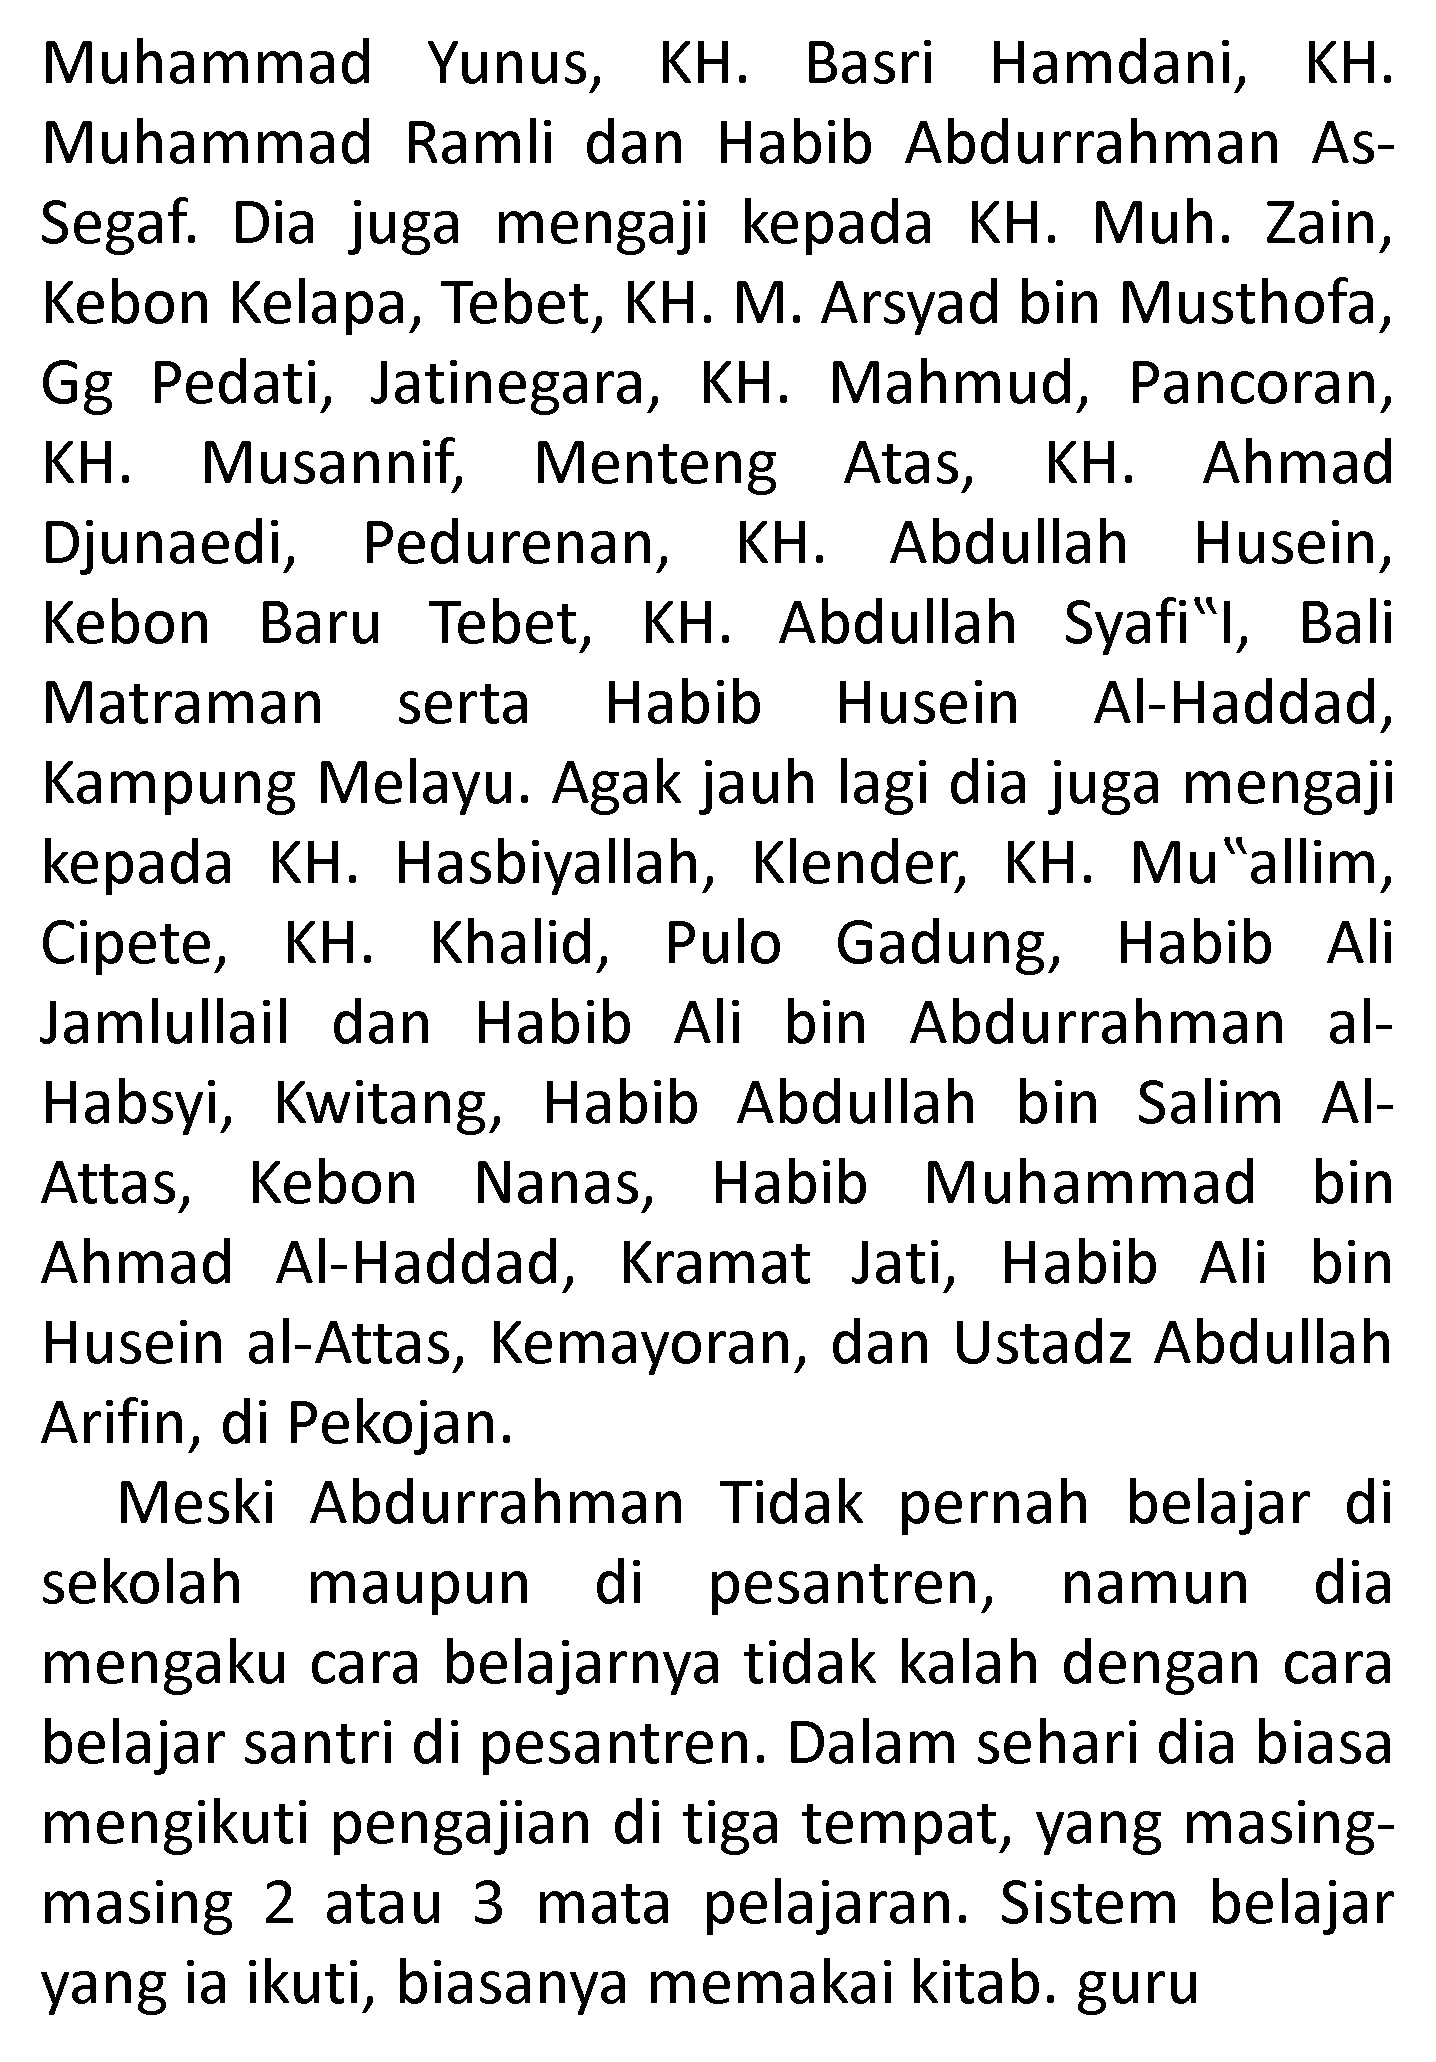 Muhammad Yunus, KH. Basri Hamdani, KH.
Muhammad Ramli dan Habib Abdurrahman As-
Segaf. Dia juga mengaji kepada KH. Muh. Zain,
Kebon Kelapa, Tebet, KH. M. Arsyad bin Musthofa,
Gg Pedati, Jatinegara, KH. Mahmud, Pancoran,
KH. Musannif, Menteng Atas, KH. Ahmad
Djunaedi, Pedurenan, KH. Abdullah Husein,
Kebon Baru Tebet, KH. Abdullah Syafi‟I, Bali
Matraman serta Habib Husein Al-Haddad,
Kampung Melayu. Agak jauh lagi dia juga mengaji
kepada KH. Hasbiyallah, Klender, KH. Mu‟allim,
Cipete, KH. Khalid, Pulo Gadung, Habib Ali
Jamlullail dan Habib Ali bin Abdurrahman al-
Habsyi, Kwitang, Habib Abdullah bin Salim Al-
Attas, Kebon Nanas, Habib Muhammad bin
Ahmad Al-Haddad, Kramat Jati, Habib Ali bin
Husein al-Attas, Kemayoran, dan Ustadz Abdullah
Arifin, di Pekojan.
Meski Abdurrahman Tidak pernah belajar di
sekolah maupun di pesantren, namun dia
mengaku cara belajarnya tidak kalah dengan cara
belajar santri di pesantren. Dalam sehari dia biasa
mengikuti pengajian di tiga tempat, yang masing-
masing 2 atau 3 mata pelajaran. Sistem belajar
yang ia ikuti, biasanya memakai kitab. guru